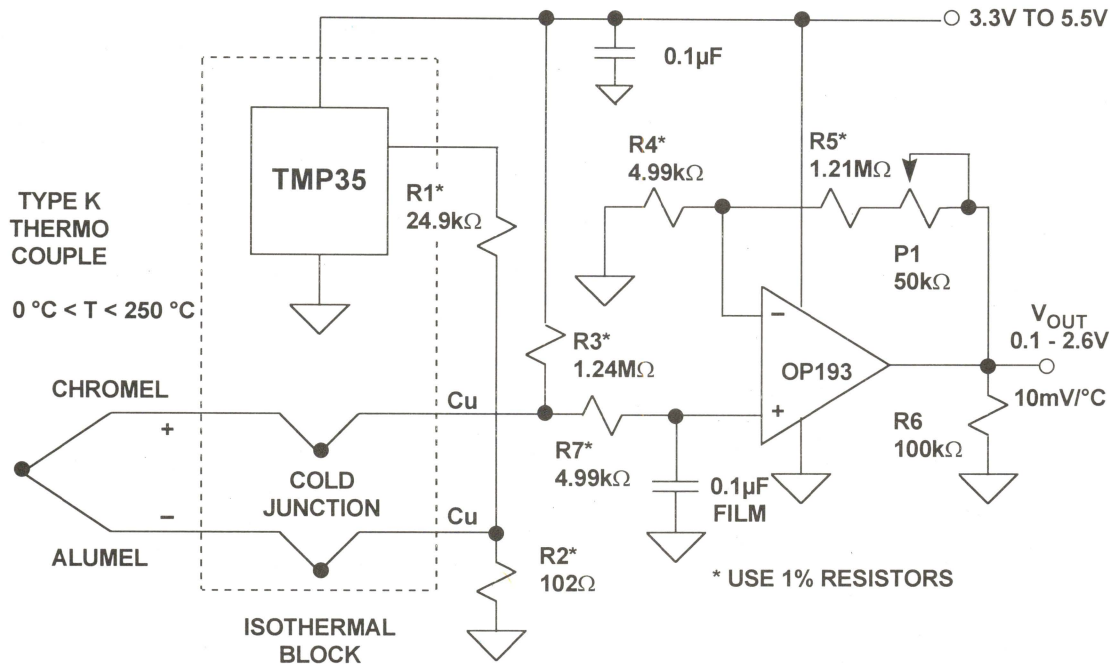 3.3V TO 5.5V
0.1µF
TMP35
R1*
24.9kΩ
R4*
4.99kΩ
R5*
1.21MΩ
P1
50kΩ
TYPE K
THERMO
COUPLE
0 °C < T < 250 °C
R3*
1.24MΩ
−
OP193
+
V_OUT
0.1 - 2.6V
10mV/°C
CHROMEL
+
Cu
R7*
4.99kΩ
R6
100kΩ
COLD
JUNCTION
0.1µF
FILM
−
Cu
ALUMEL
R2*
102Ω
* USE 1% RESISTORS
ISOTHERMAL
BLOCK